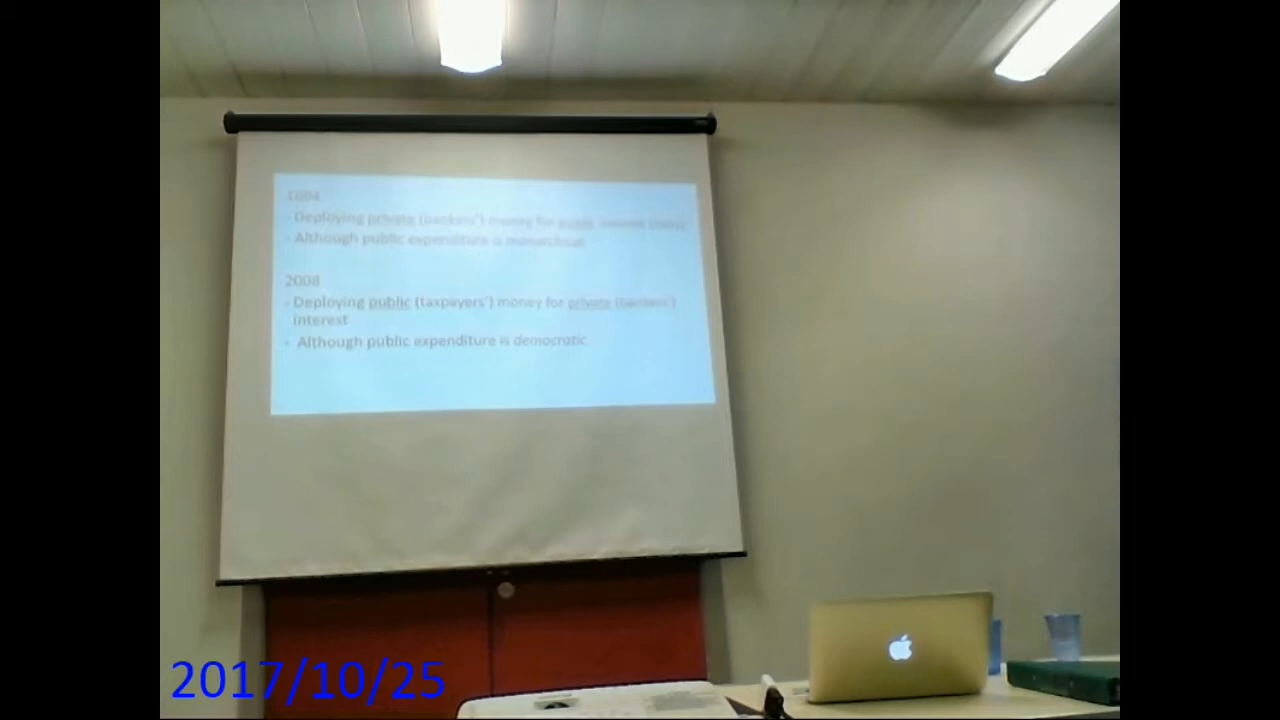 1694
- Deploying private (bankers') money for public interest
- Although public expenditure is monarchical
2008
- Deploying public (taxpayers') money for private (bankers')
interest
- Although public expenditure is democratic
2017/10/25